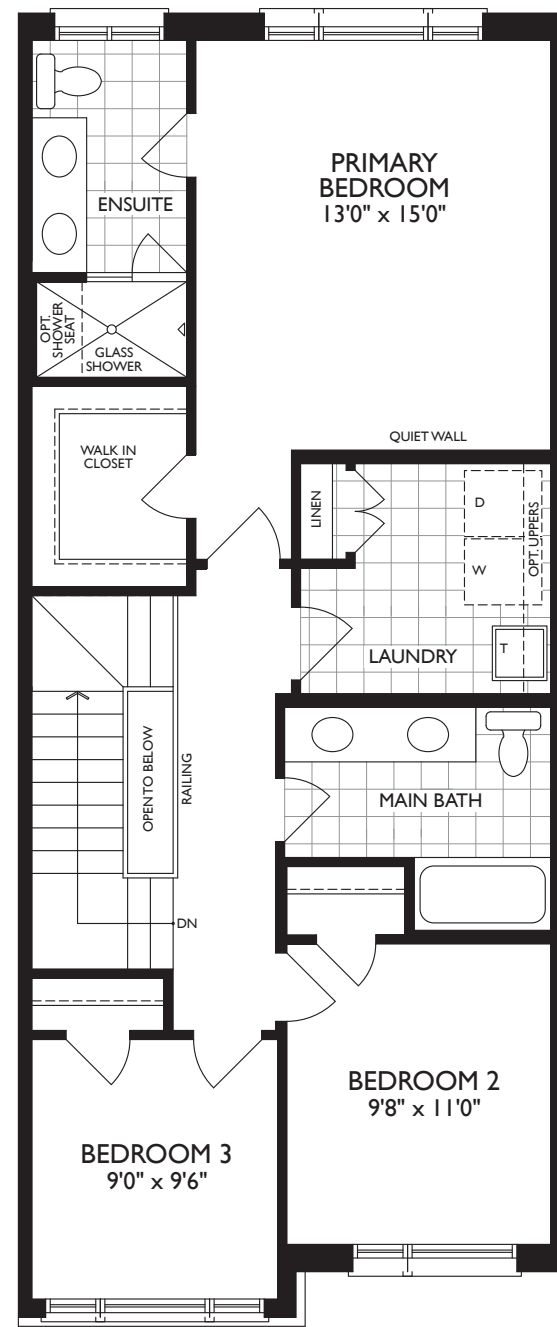 PRIMARY
BEDROOM
13'0" x 15'0"
ENSUITE
OPT.
SHOWER
SEAT
GLASS
SHOWER
QUIET WALL
WALK IN
CLOSET
LINEN
D
W
OPT. UPPERS
T
LAUNDRY
OPEN TO BELOW
RAILING
MAIN BATH
DN
BEDROOM 2
9'8" x 11'0"
BEDROOM 3
9'0" x 9'6"